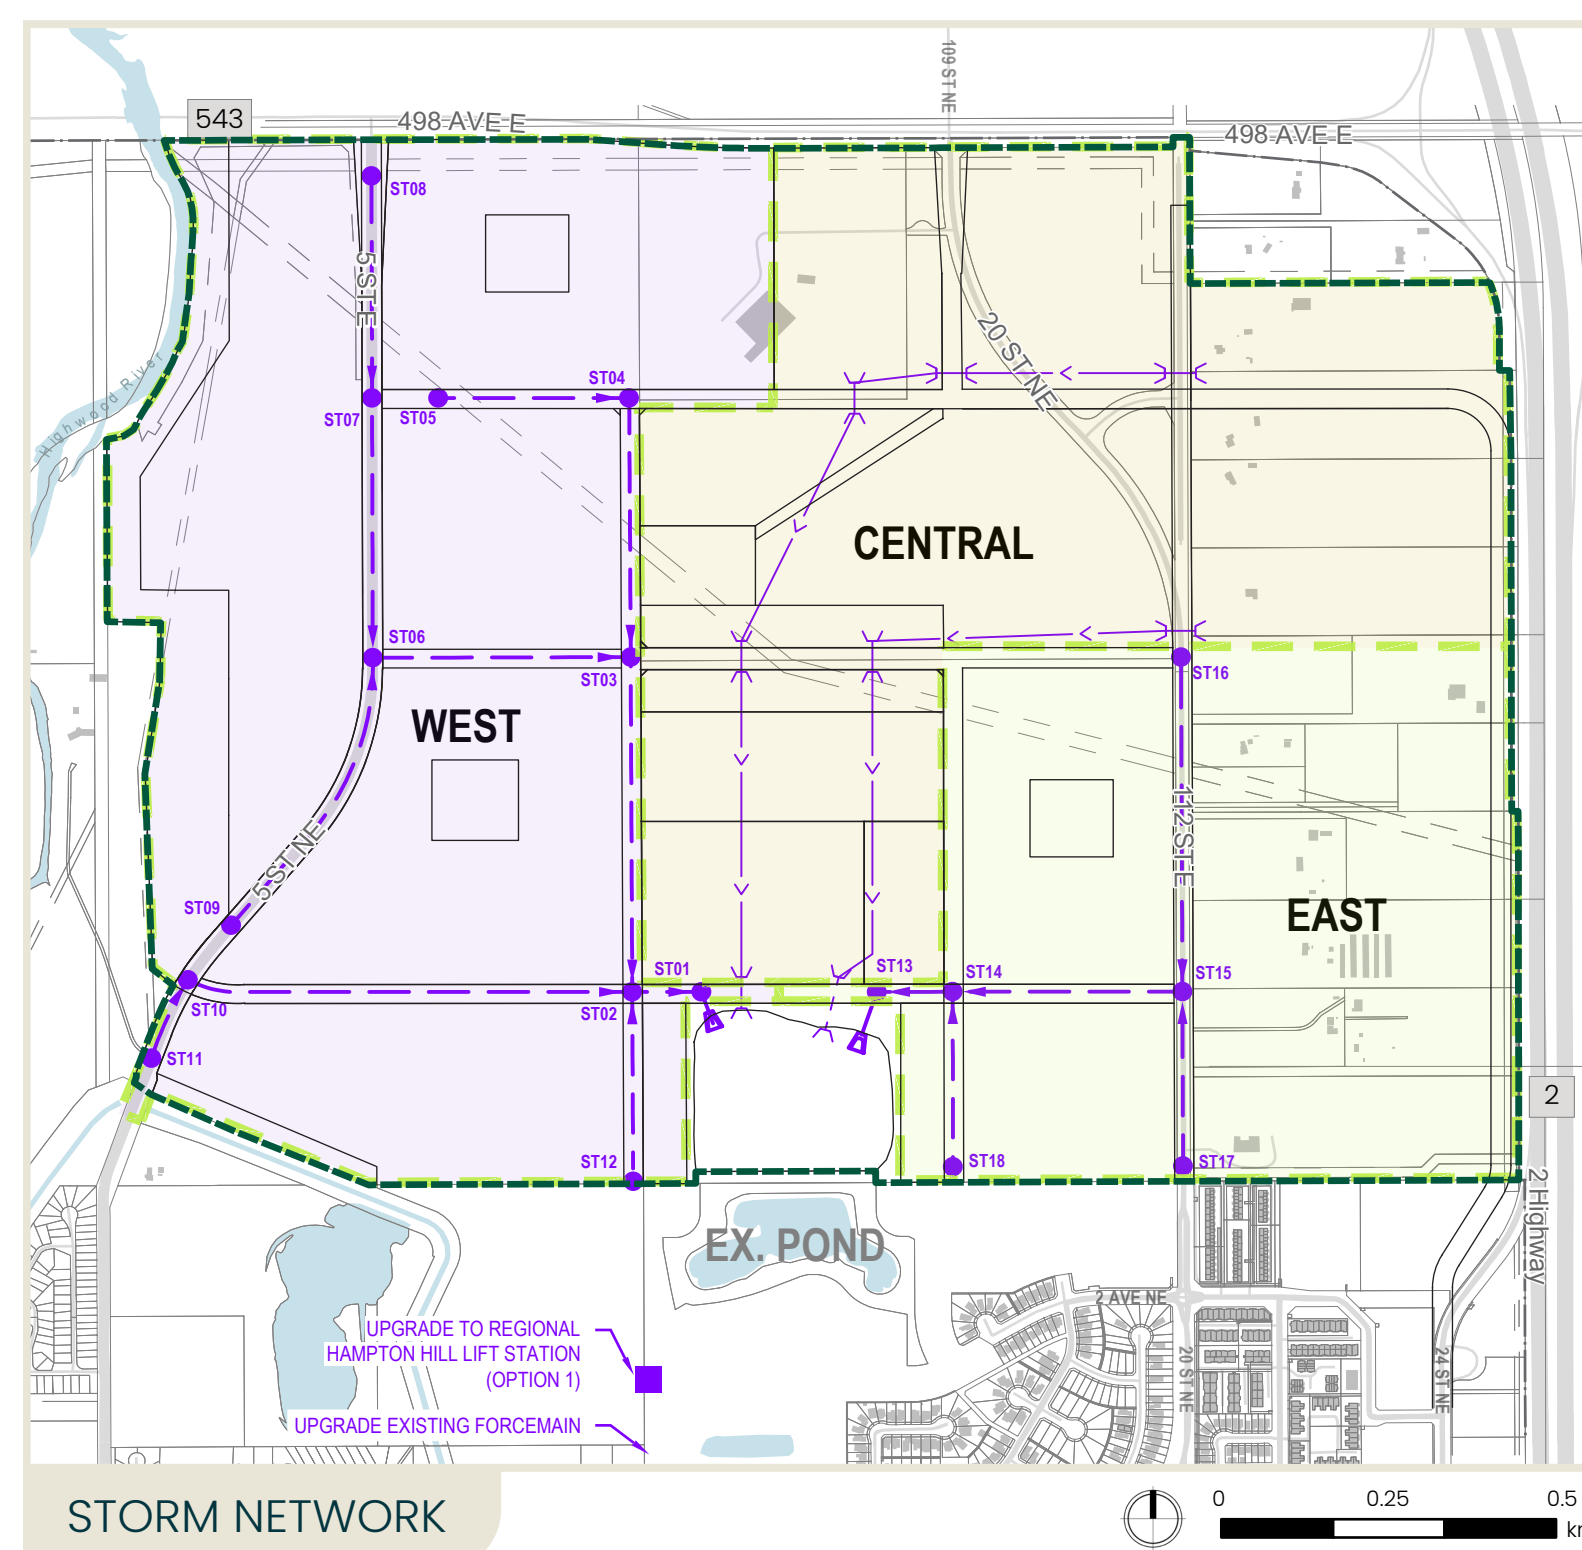 109 ST NE
543
498 AVE E
498 AVE E
ST08
5 ST E
20 ST NE
Highwood River
ST04
ST07
ST05
CENTRAL
ST06
ST03
ST16
WEST
112 ST E
5 ST NE
EAST
ST09
ST01
ST13
ST14
ST15
ST10
ST02
ST11
2
ST12
ST18
ST17
2 Highway
EX. POND
2 AVE NE
UPGRADE TO REGIONAL
HAMPTON HILL LIFT STATION
(OPTION 1)
20 ST NE
24 ST NE
UPGRADE EXISTING FORCEMAIN
STORM NETWORK
0 0.25 0.5
km